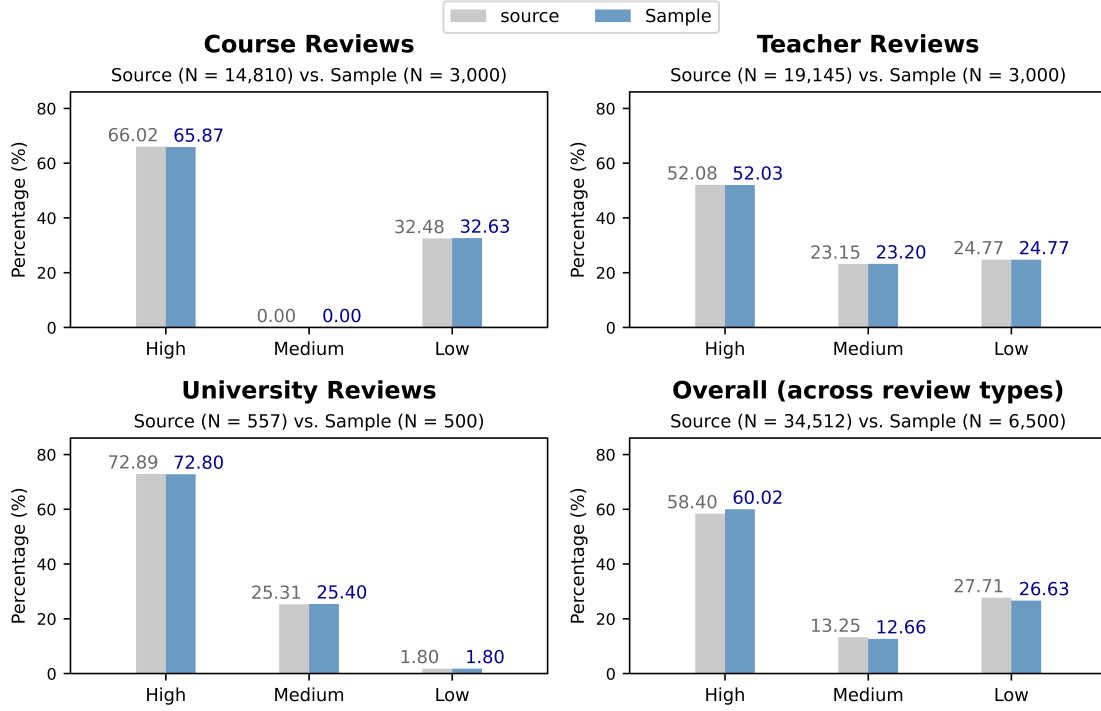 source Sample
Course Reviews
Source (N = 14,810) vs. Sample (N = 3,000)
Percentage (%)
80
60
40
20
0
66.02 65.87
0.00 0.00
32.48 32.63
High Medium Low
Teacher Reviews
Source (N = 19,145) vs. Sample (N = 3,000)
Percentage (%)
80
60
40
20
0
52.08 52.03
23.15 23.20
24.77 24.77
High Medium Low
University Reviews
Source (N = 557) vs. Sample (N = 500)
Percentage (%)
80
60
40
20
0
72.89 72.80
25.31 25.40
1.80 1.80
High Medium Low
Overall (across review types)
Source (N = 34,512) vs. Sample (N = 6,500)
Percentage (%)
80
60
40
20
0
58.40 60.02
13.25 12.66
27.71 26.63
High Medium Low